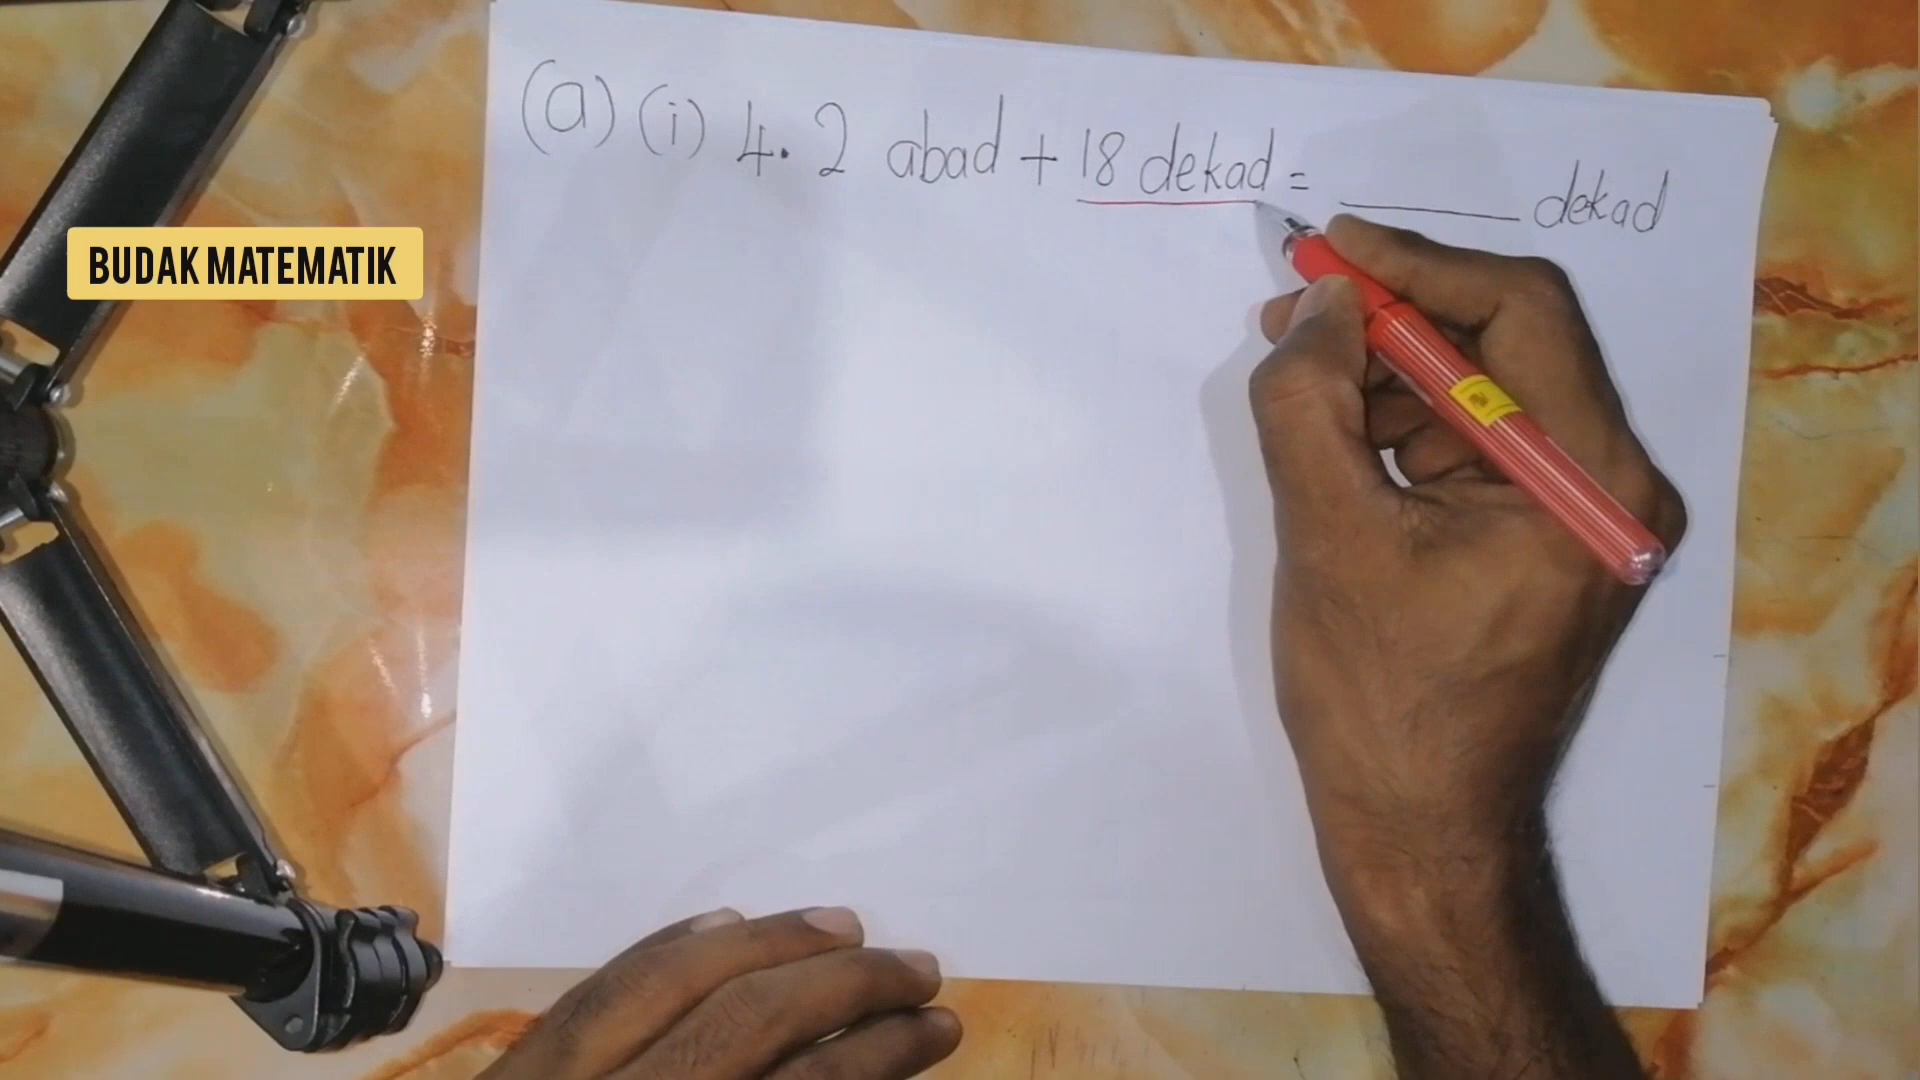 (a) (i) 4.2 abad + 18 dekad = ______ dekad
BUDAK MATEMATIK